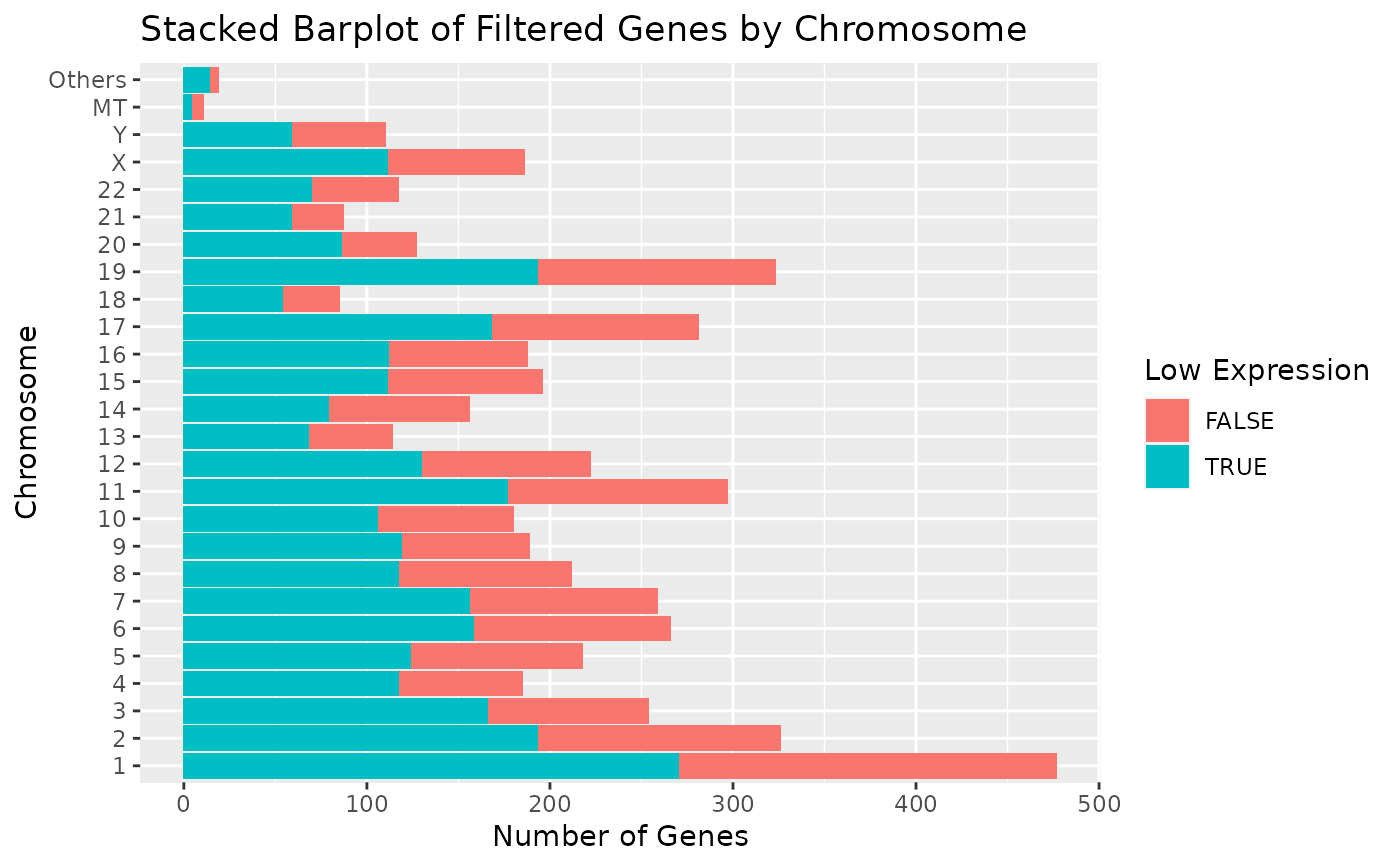 Stacked Barplot of Filtered Genes by Chromosome
Others
MT
Y
X
22
21
20
19
18
17
16
15
14
13
12
11
10
9
8
7
6
5
4
3
2
1
Chromosome
0 100 200 300 400 500
Number of Genes
Low Expression
FALSE
TRUE